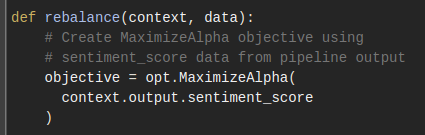 def rebalance(context, data):
    # Create MaximizeAlpha objective using
    # sentiment_score data from pipeline output
    objective = opt.MaximizeAlpha(
      context.output.sentiment_score
    )